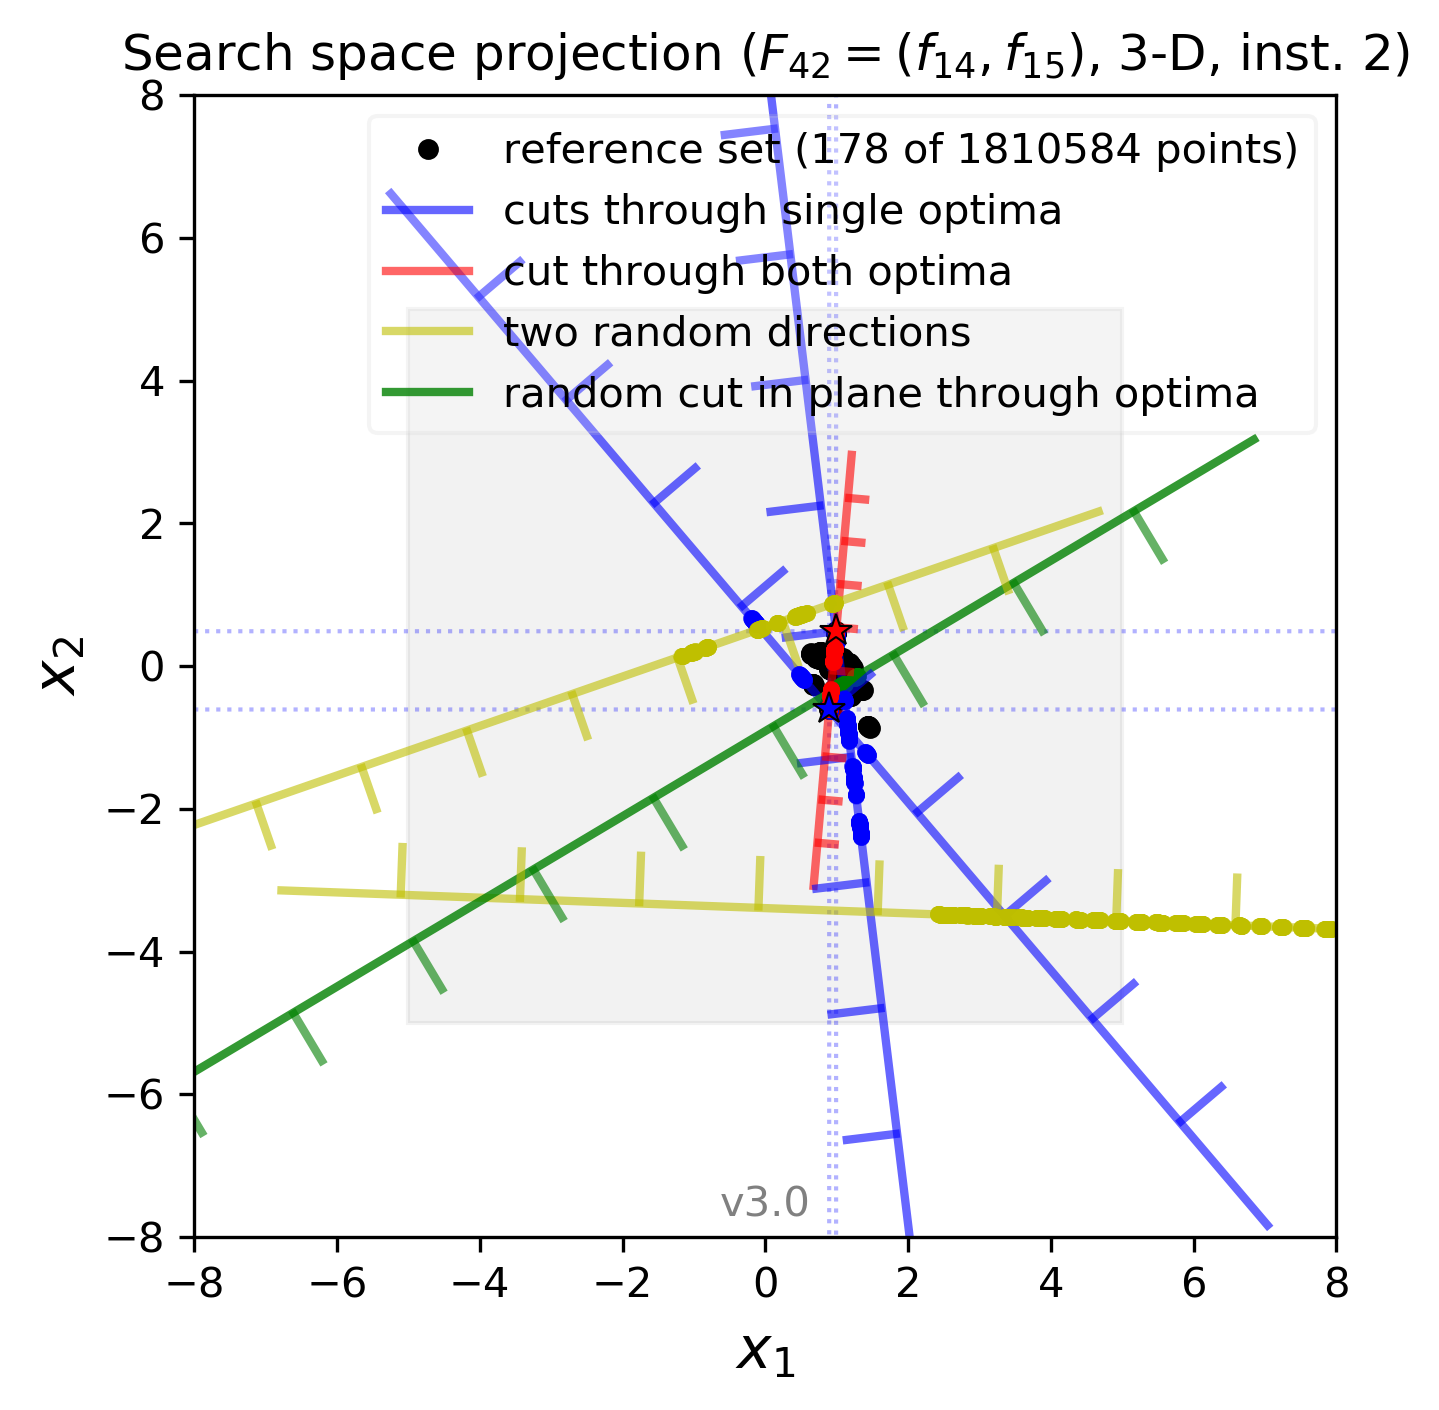 Search space projection (F₄₂ = (f₁₄, f₁₅), 3-D, inst. 2)
reference set (178 of 1810584 points)
cuts through single optima
cut through both optima
two random directions
random cut in plane through optima
8
6
4
2
0
−2
−4
−6
−8
x₂
v3.0
−8 −6 −4 −2 0 2 4 6 8
x₁